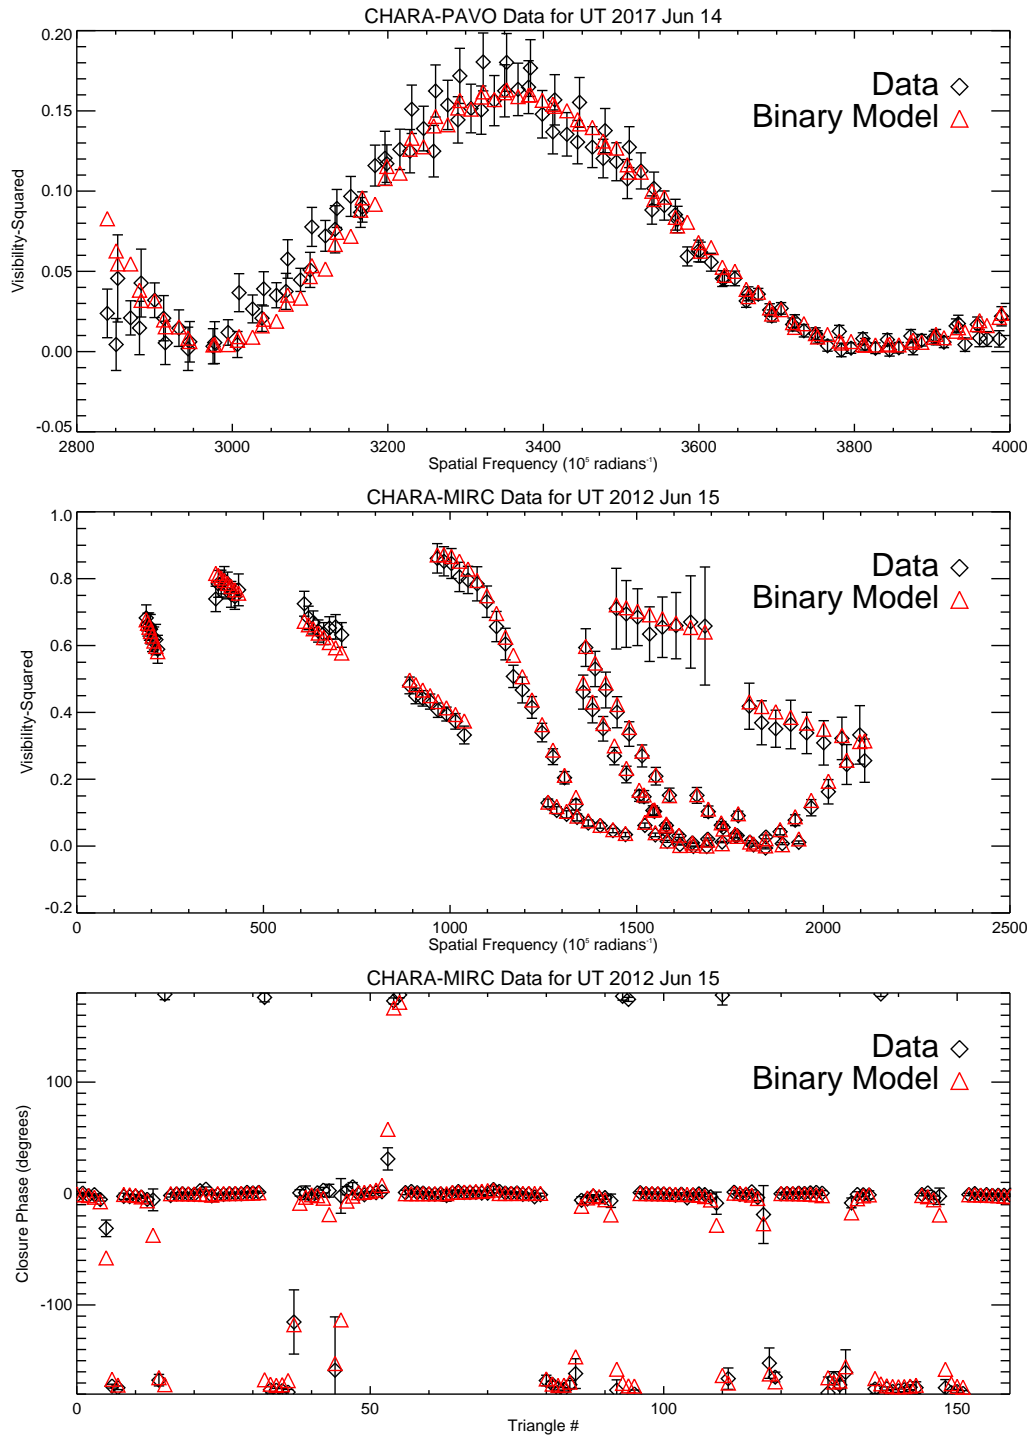 CHARA-PAVO Data for UT 2017 Jun 14
0.20
0.15
0.10
0.05
0.00
-0.05
Visibility-Squared
Data
Binary Model
2800 3000 3200 3400 3600 3800 4000
Spatial Frequency (10⁵ radians⁻¹)
CHARA-MIRC Data for UT 2012 Jun 15
1.0
0.8
0.6
0.4
0.2
0.0
-0.2
Visibility-Squared
Data
Binary Model
0 500 1000 1500 2000 2500
Spatial Frequency (10⁵ radians⁻¹)
CHARA-MIRC Data for UT 2012 Jun 15
100
0
-100
Closure Phase (degrees)
Data
Binary Model
0 50 100 150
Triangle #